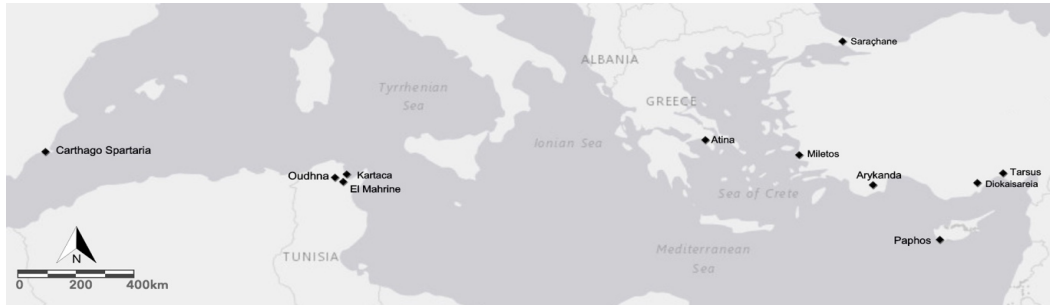 Saraçhane
ALBANIA
Tyrrhenian
Sea
GREECE
Atina
Ionian Sea
Carthago Spartaria
Miletos
Oudhna
Kartaca
El Mahrine
Arykanda
Tarsus
Diokaisareia
Sea of Crete
Paphos
Mediterranean
Sea
TUNISIA
N
0 200 400km